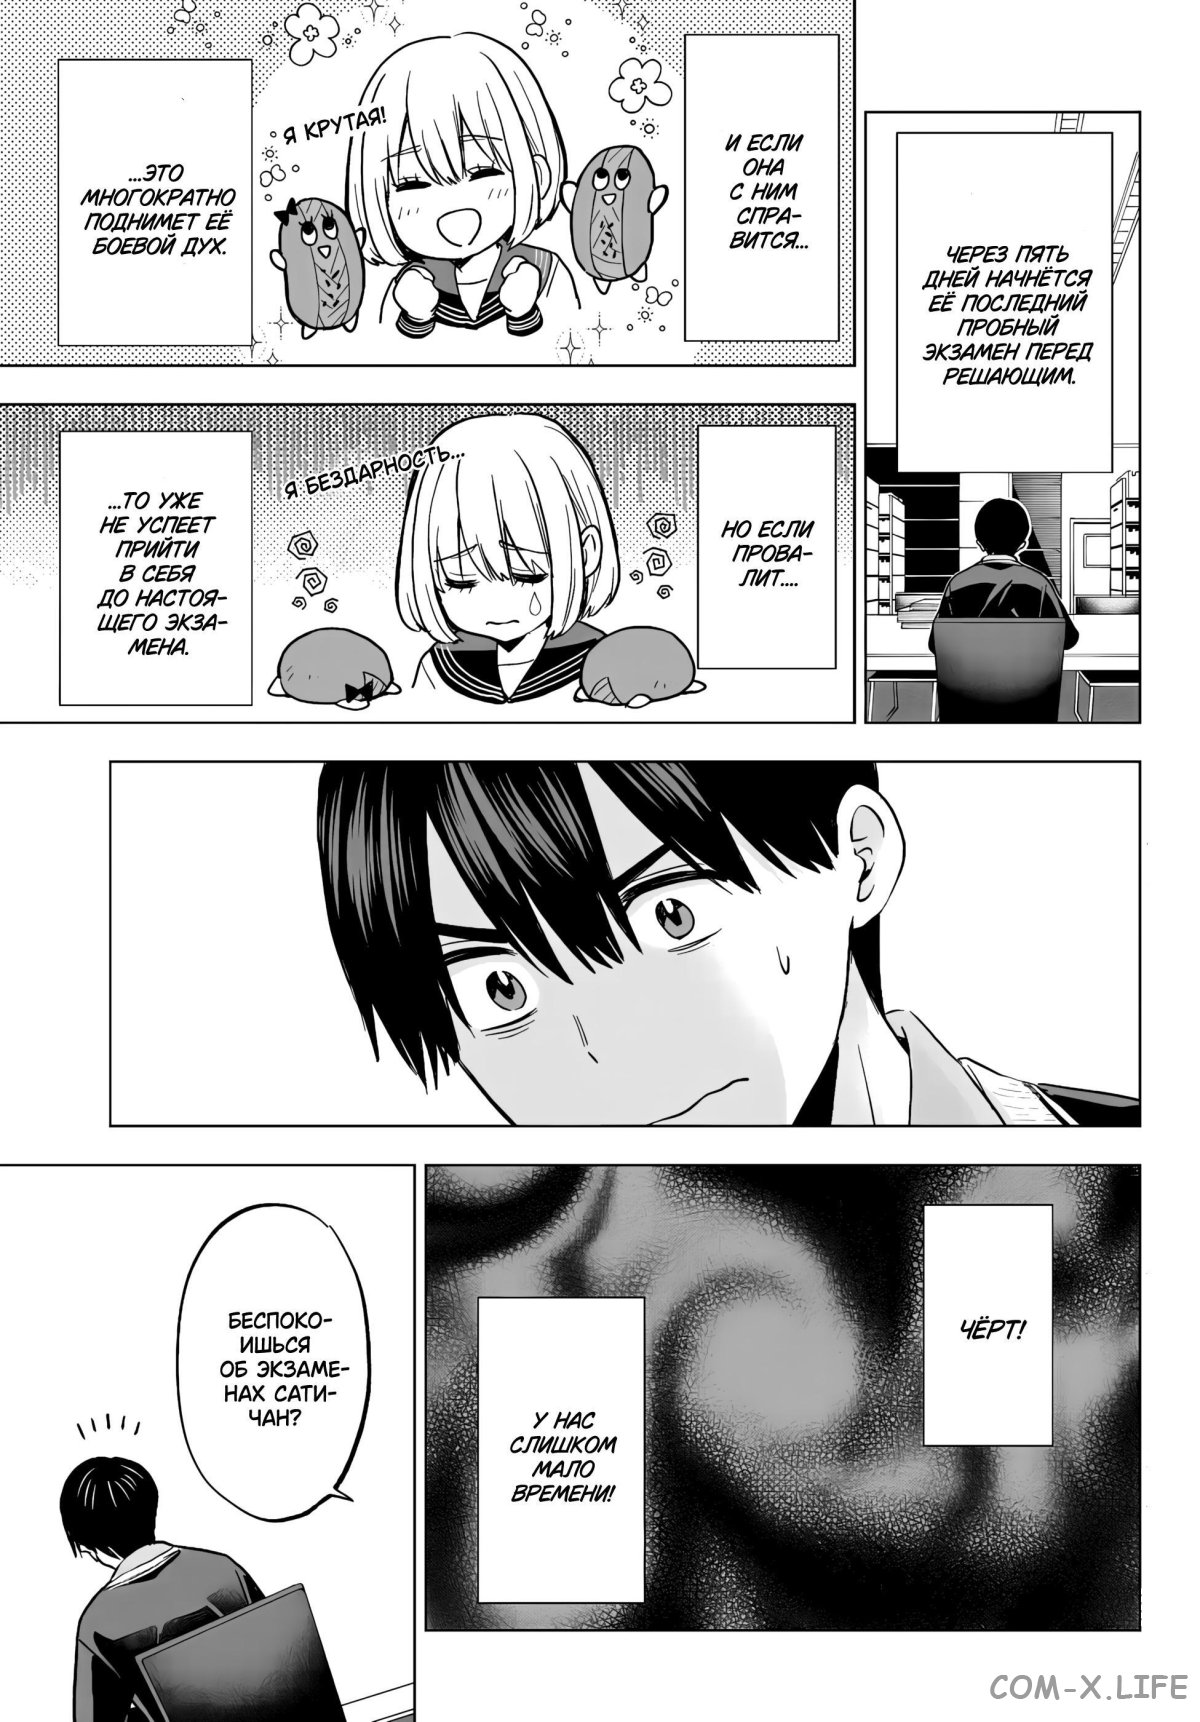 ЧЕРЕЗ ПЯТЬ
ДНЕЙ НАЧНЁТСЯ
ЕЁ ПОСЛЕДНИЙ
ПРОБНЫЙ
ЭКЗАМЕН ПЕРЕД
РЕШАЮЩИМ.
И ЕСЛИ
ОНА
С НИМ
СПРА-
ВИТСЯ...
Я КРУТАЯ!
...ЭТО
МНОГОКРАТНО
ПОДНИМЕТ ЕЁ
БОЕВОЙ ДУХ.
НО ЕСЛИ
ПРОВА-
ЛИТ....
Я БЕЗДАРНОСТЬ...
...ТО УЖЕ
НЕ УСПЕЕТ
ПРИЙТИ
В СЕБЯ
ДО НАСТОЯ-
ЩЕГО ЭКЗА-
МЕНА.
ЧЁРТ!
У НАС
СЛИШКОМ
МАЛО
ВРЕМЕНИ!
БЕСПОКО-
ИШЬСЯ
ОБ ЭКЗАМЕ-
НАХ САТИ-
ЧАН?
COM-X.LIFE